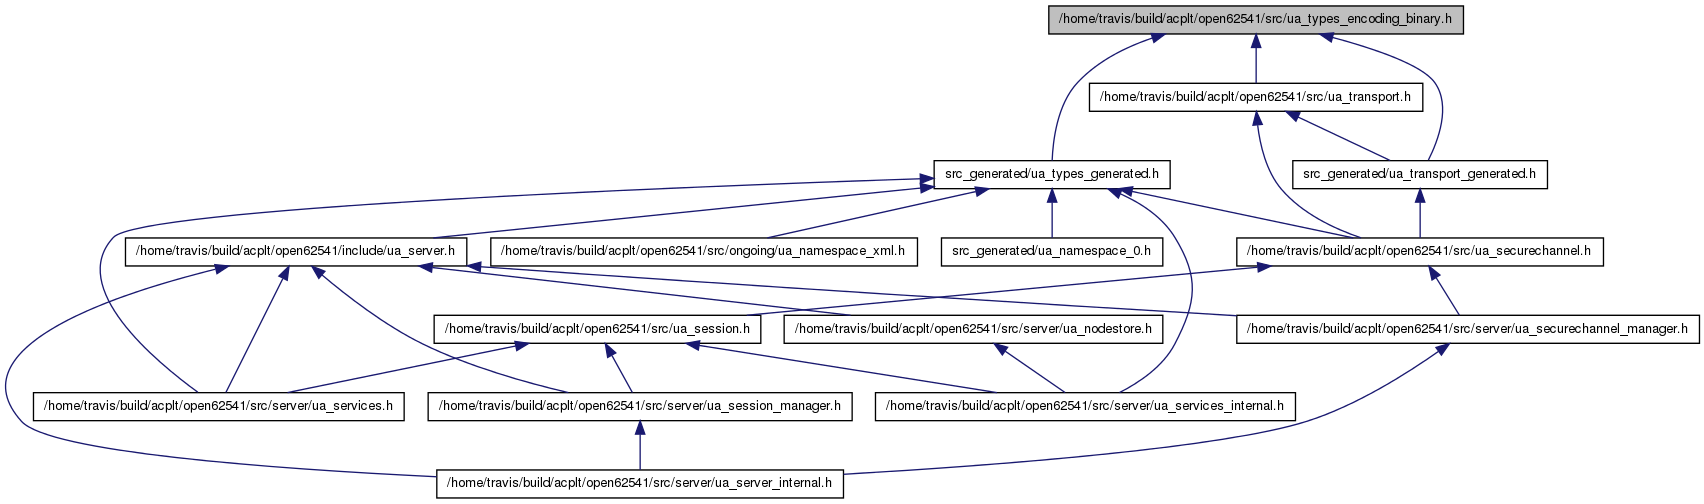 /home/travis/build/acplt/open62541/src/ua_types_encoding_binary.h
/home/travis/build/acplt/open62541/src/ua_transport.h
src_generated/ua_types_generated.h
src_generated/ua_transport_generated.h
/home/travis/build/acplt/open62541/include/ua_server.h
/home/travis/build/acplt/open62541/src/ongoing/ua_namespace_xml.h
src_generated/ua_namespace_0.h
/home/travis/build/acplt/open62541/src/ua_securechannel.h
/home/travis/build/acplt/open62541/src/ua_session.h
/home/travis/build/acplt/open62541/src/server/ua_nodestore.h
/home/travis/build/acplt/open62541/src/server/ua_securechannel_manager.h
/home/travis/build/acplt/open62541/src/server/ua_services.h
/home/travis/build/acplt/open62541/src/server/ua_session_manager.h
/home/travis/build/acplt/open62541/src/server/ua_services_internal.h
/home/travis/build/acplt/open62541/src/server/ua_server_internal.h